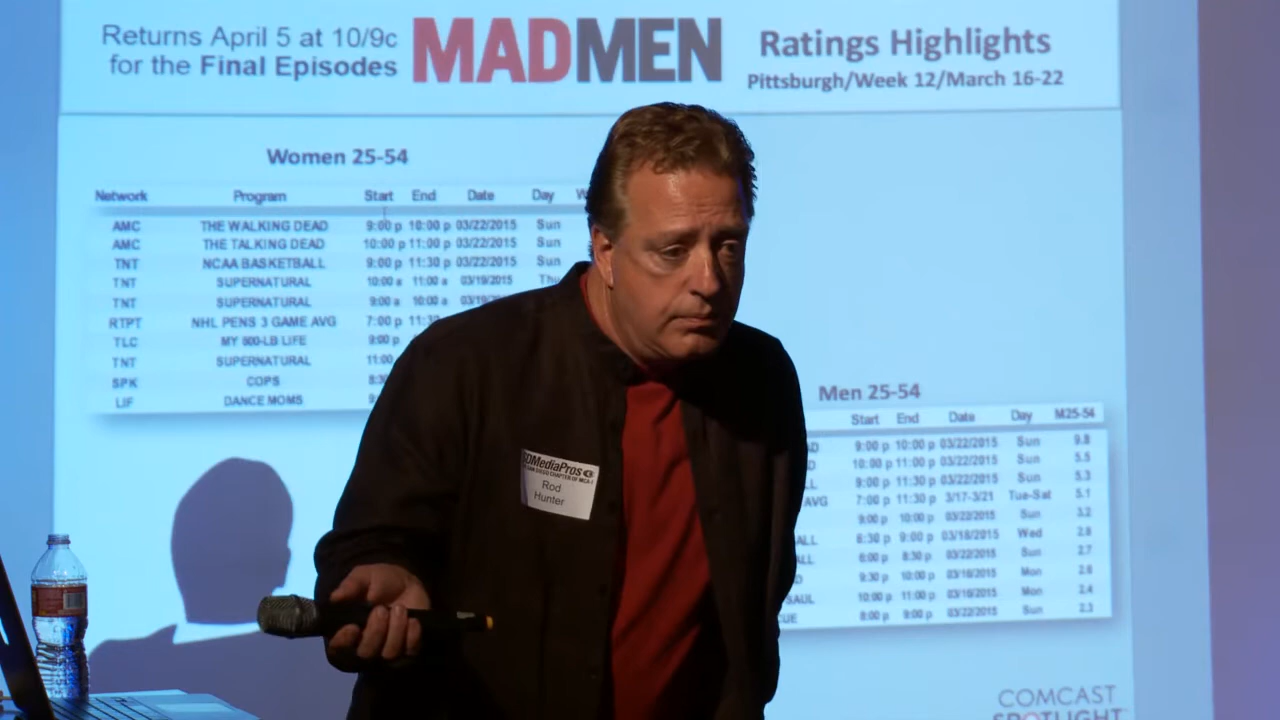 Returns April 5 at 10/9c
for the Final Episodes
MADMEN
Ratings Highlights
Pittsburgh/Week 12/March 16-22
Women 25-54
Network Program Start End Date Day
AMC THE WALKING DEAD 9:00 p 10:00 p 03/22/2015 Sun
AMC THE TALKING DEAD 10:00 p 11:00 p 03/22/2015 Sun
TNT NCAA BASKETBALL 9:00 p 11:30 p 03/22/2015 Sun
TNT SUPERNATURAL 10:00 a 11:00 a 03/19/2015 Thu
TNT SUPERNATURAL 9:00 a 10:00 a
RTPT NHL PENS 3 GAME AVG 7:00 p
TLC MY 600-LB LIFE 9:00 p
TNT SUPERNATURAL 11:00
SPK COPS
LIF DANCE MOMS
Men 25-54
Start End Date Day M25-54
9:00 p 10:00 p 03/22/2015 Sun 9.8
10:00 p 11:00 p 03/22/2015 Sun 5.5
9:00 p 11:30 p 03/22/2015 Sun 5.3
AVG 7:00 p 11:30 p 3/17-3/21 Tue-Sat 5.1
9:00 p 10:00 p 03/22/2015 Sun 3.2
6:30 p 9:00 p 03/18/2015 Wed 2.8
6:00 p 8:30 p 03/22/2015 Sun 2.7
9:30 p 10:00 p 03/16/2015 Mon 2.6
SAUL 10:00 p 11:00 p 03/16/2015 Mon 2.4
8:00 p 9:00 p 03/22/2015 Sun 2.3
SDMediaPros
Rod
Hunter
COMCAST
SPOTLIGHT